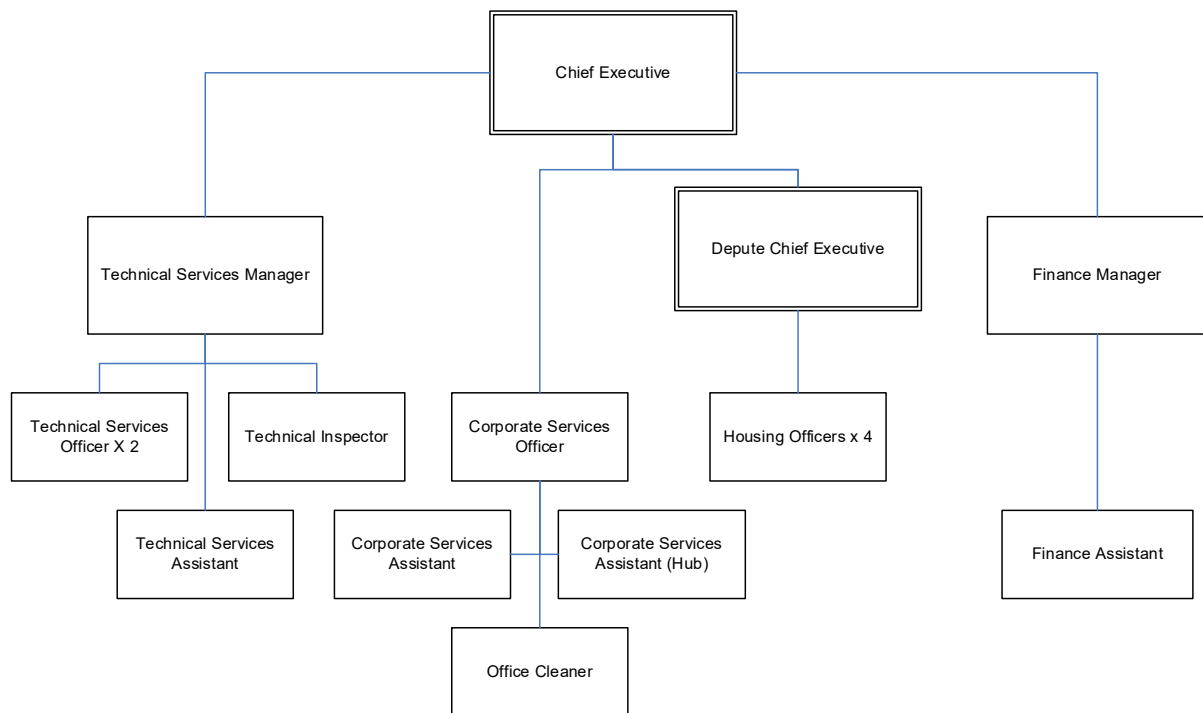 Chief Executive
Depute Chief Executive
Technical Services Manager
Finance Manager
Technical Services
Officer X 2
Technical Inspector
Corporate Services
Officer
Housing Officers x 4
Technical Services
Assistant
Corporate Services
Assistant
Corporate Services
Assistant (Hub)
Finance Assistant
Office Cleaner